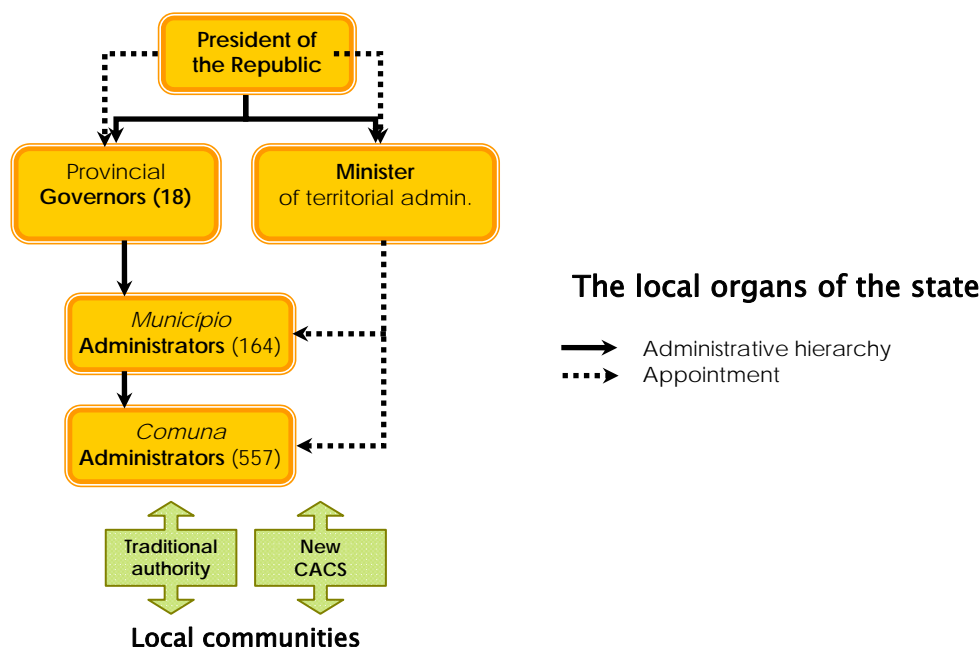 President of
the Republic
Provincial
Governors (18)
Minister
of territorial admin.
Município
Administrators (164)
Comuna
Administrators (557)
Traditional
authority
New
CACS
Local communities
The local organs of the state
Administrative hierarchy
Appointment